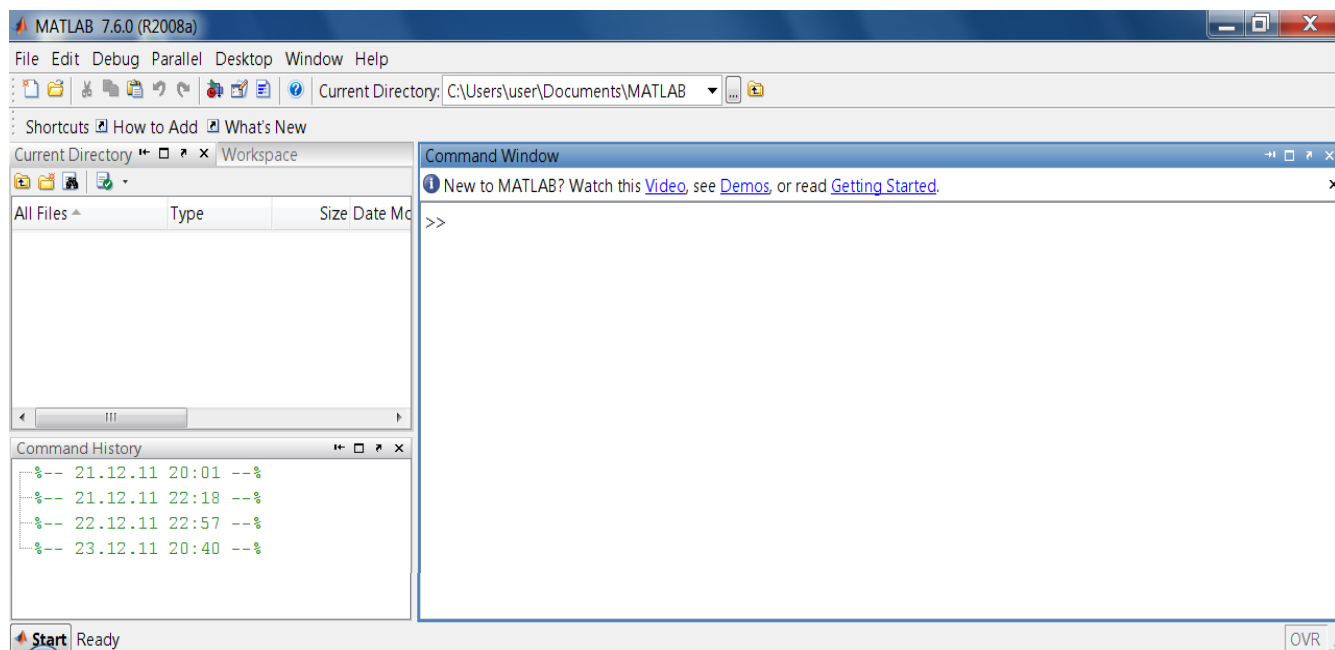 MATLAB 7.6.0 (R2008a)
File Edit Debug Parallel Desktop Window Help
Current Directory: C:\Users\user\Documents\MATLAB
Shortcuts How to Add What's New
Current Directory Workspace
All Files Type Size Date Mo
Command History
%-- 21.12.11 20:01 --%
%-- 21.12.11 22:18 --%
%-- 22.12.11 22:57 --%
%-- 23.12.11 20:40 --%
Command Window
New to MATLAB? Watch this Video, see Demos, or read Getting Started.
>>
Start Ready
OVR